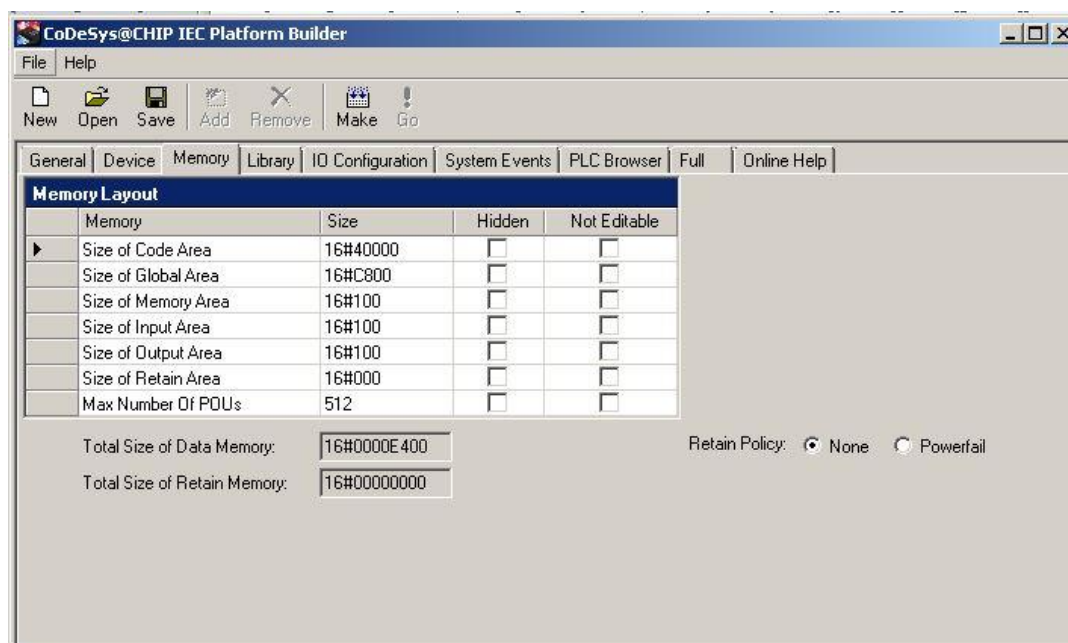 CoDeSys@CHIP IEC Platform Builder
File Help
New Open Save Add Remove Make Go
General Device Memory Library IO Configuration System Events PLC Browser Full Online Help
Memory Layout
Memory Size Hidden Not Editable
Size of Code Area 16#40000
Size of Global Area 16#C800
Size of Memory Area 16#100
Size of Input Area 16#100
Size of Output Area 16#100
Size of Retain Area 16#000
Max Number Of POUs 512
Total Size of Data Memory: 16#0000E400 Retain Policy: None Powerfail
Total Size of Retain Memory: 16#00000000